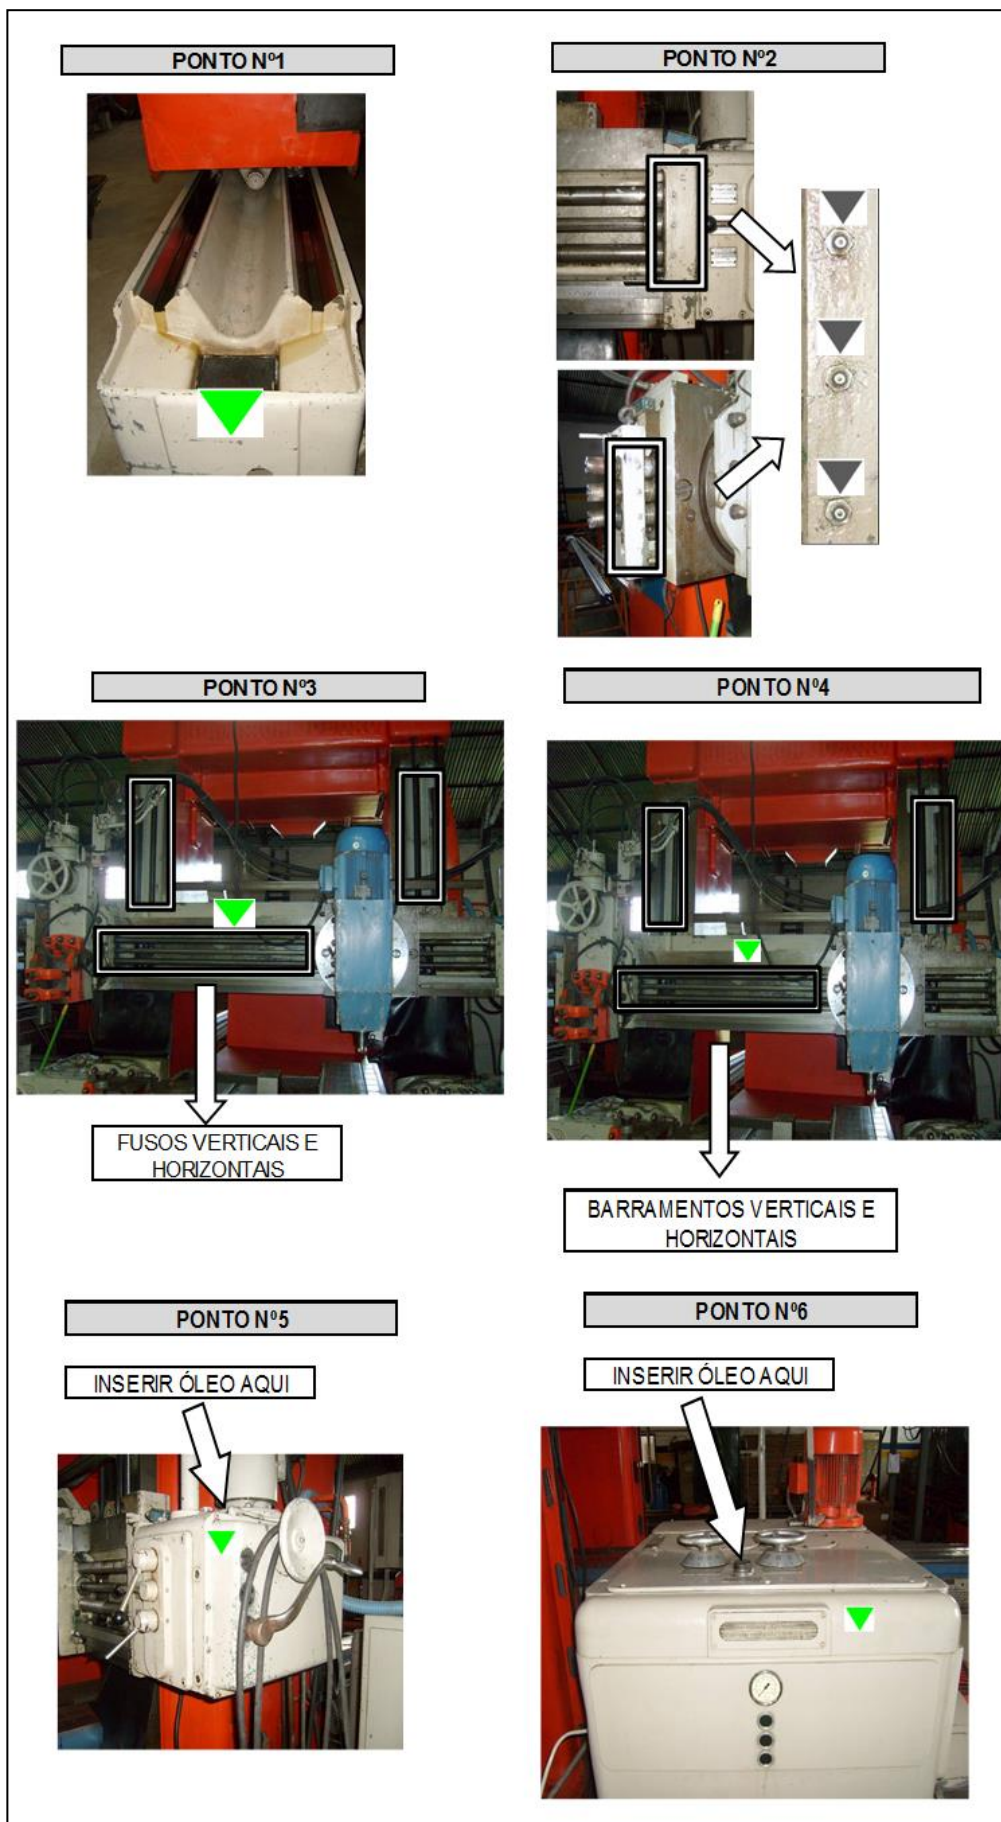 PONTO Nº1
PONTO Nº2
PONTO Nº3
PONTO Nº4
FUSOS VERTICAIS E
HORIZONTAIS
BARRAMENTOS VERTICAIS E
HORIZONTAIS
PONTO Nº5
PONTO Nº6
INSERIR ÓLEO AQUI
INSERIR ÓLEO AQUI